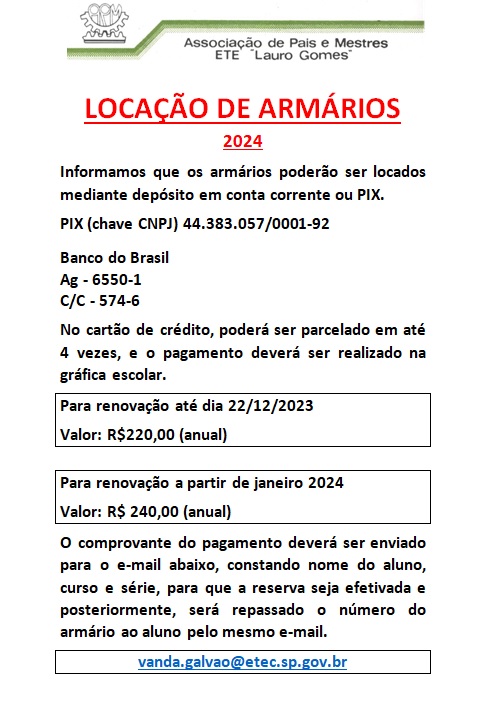 APM
Associação de Pais e Mestres
ETE "Lauro Gomes"
LOCAÇÃO DE ARMÁRIOS
2024
Informamos que os armários poderão ser locados
mediante depósito em conta corrente ou PIX.
PIX (chave CNPJ) 44.383.057/0001-92
Banco do Brasil
Ag - 6550-1
C/C - 574-6
No cartão de crédito, poderá ser parcelado em até
4 vezes, e o pagamento deverá ser realizado na
gráfica escolar.
Para renovação até dia 22/12/2023
Valor: R$220,00 (anual)
Para renovação a partir de janeiro 2024
Valor: R$ 240,00 (anual)
O comprovante do pagamento deverá ser enviado
para o e-mail abaixo, constando nome do aluno,
curso e série, para que a reserva seja efetivada e
posteriormente, será repassado o número do
armário ao aluno pelo mesmo e-mail.
vanda.galvao@etec.sp.gov.br